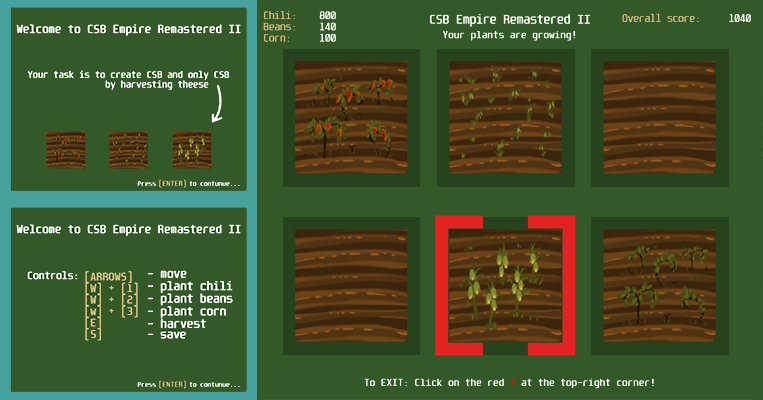 Welcome to CSB Empire Remastered II
Your task is to create CSB and only CSB
by harvesting theese
Press [ENTER] to contunue...
Welcome to CSB Empire Remastered II
Controls: [ARROWS] - move
[W] + [1] - plant chili
[W] + [2] - plant beans
[W] + [3] - plant corn
[E] - harvest
[S] - save
Press [ENTER] to contunue...
Chili: 800
Beans: 140
Corn: 100
CSB Empire Remastered II
Your plants are growing!
Overall score: 1040
To EXIT: Click on the red X at the top-right corner!